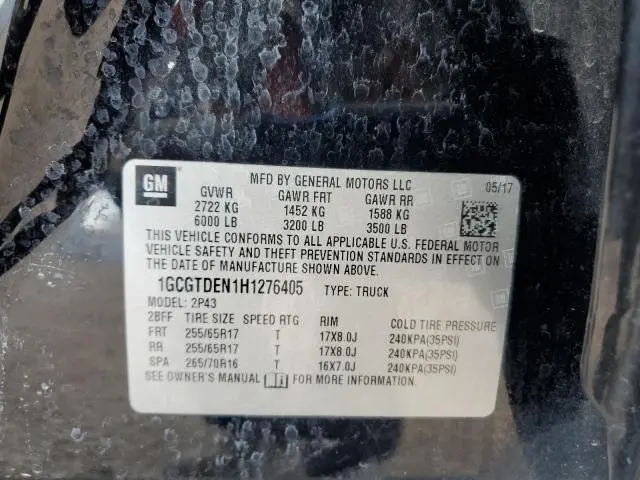 GM
MFD BY GENERAL MOTORS LLC 05/17
GVWR GAWR FRT GAWR RR
2722 KG 1452 KG 1588 KG
6000 LB 3200 LB 3500 LB
THIS VEHICLE CONFORMS TO ALL APPLICABLE U.S. FEDERAL MOTOR
VEHICLE SAFETY AND THEFT PREVENTION STANDARDS IN EFFECT ON
THE DATE OF MANUFACTURE SHOWN ABOVE.
1GCGTDEN1H1276405 TYPE: TRUCK
MODEL: 2P43
2BFF TIRE SIZE SPEED RTG RIM COLD TIRE PRESSURE
FRT 255/65R17 T 17X8.0J 240KPA(35PSI)
RR 255/65R17 T 17X8.0J 240KPA(35PSI)
SPA 265/70R16 T 16X7.0J 240KPA(35PSI)
SEE OWNER'S MANUAL FOR MORE INFORMATION.